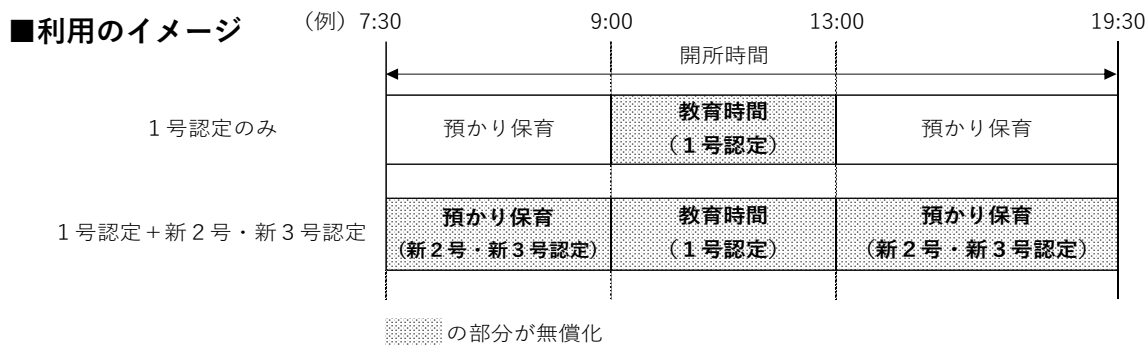 ■利用のイメージ
（例）7:30 9:00 13:00 19:30
開所時間
１号認定のみ
預かり保育
教育時間
（１号認定）
預かり保育
１号認定＋新２号・新３号認定
預かり保育
（新２号・新３号認定）
教育時間
（１号認定）
預かり保育
（新２号・新３号認定）
の部分が無償化